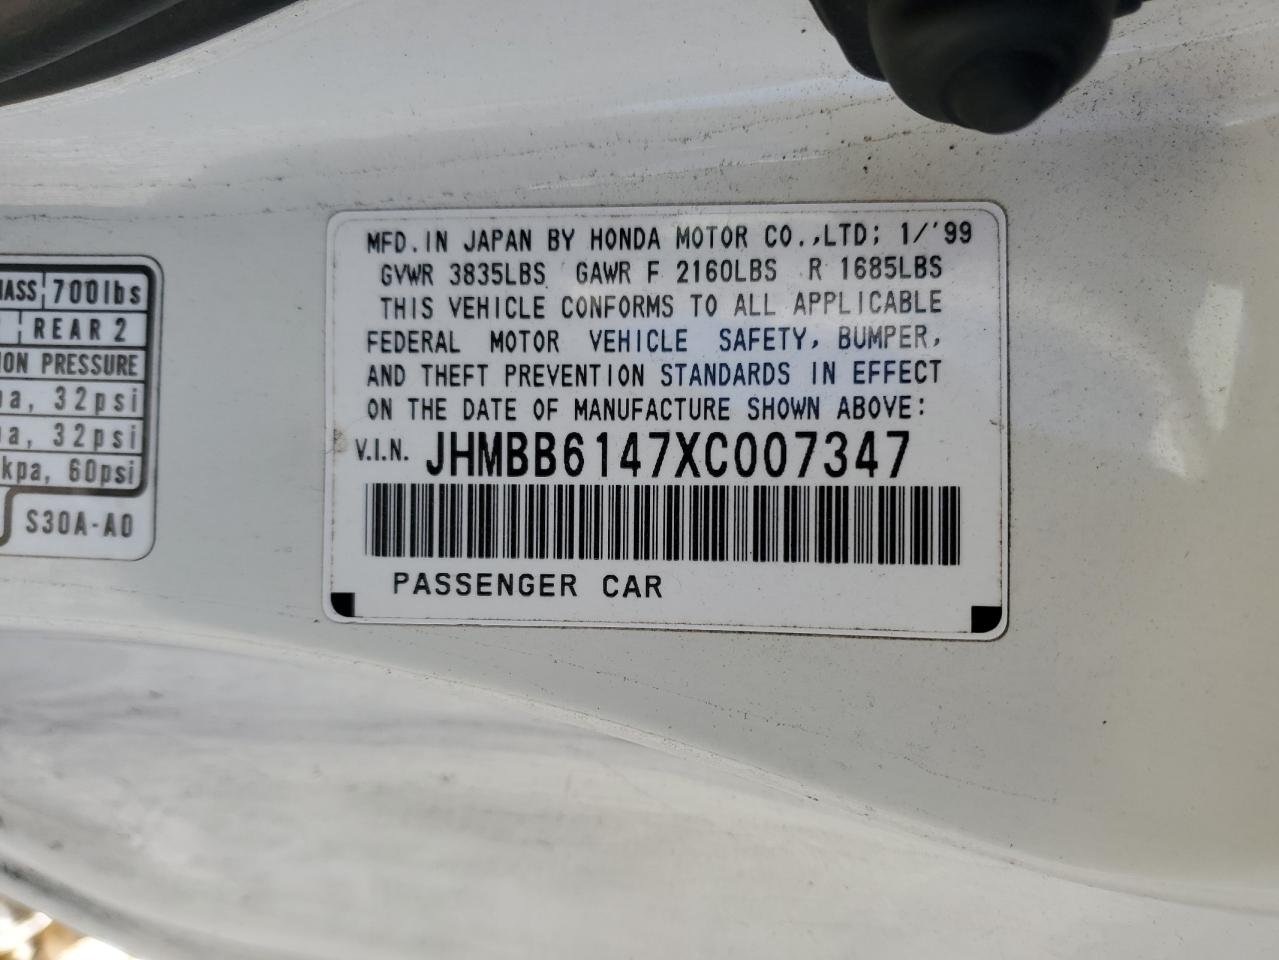 MASS 700lbs
REAR 2
ION PRESSURE
a, 32psi
a, 32psi
kpa, 60psi
S30A-A0
MFD.IN JAPAN BY HONDA MOTOR CO.,LTD; 1/'99
GVWR 3835LBS GAWR F 2160LBS R 1685LBS
THIS VEHICLE CONFORMS TO ALL APPLICABLE
FEDERAL MOTOR VEHICLE SAFETY, BUMPER,
AND THEFT PREVENTION STANDARDS IN EFFECT
ON THE DATE OF MANUFACTURE SHOWN ABOVE:
V.I.N. JHMBB6147XC007347
PASSENGER CAR